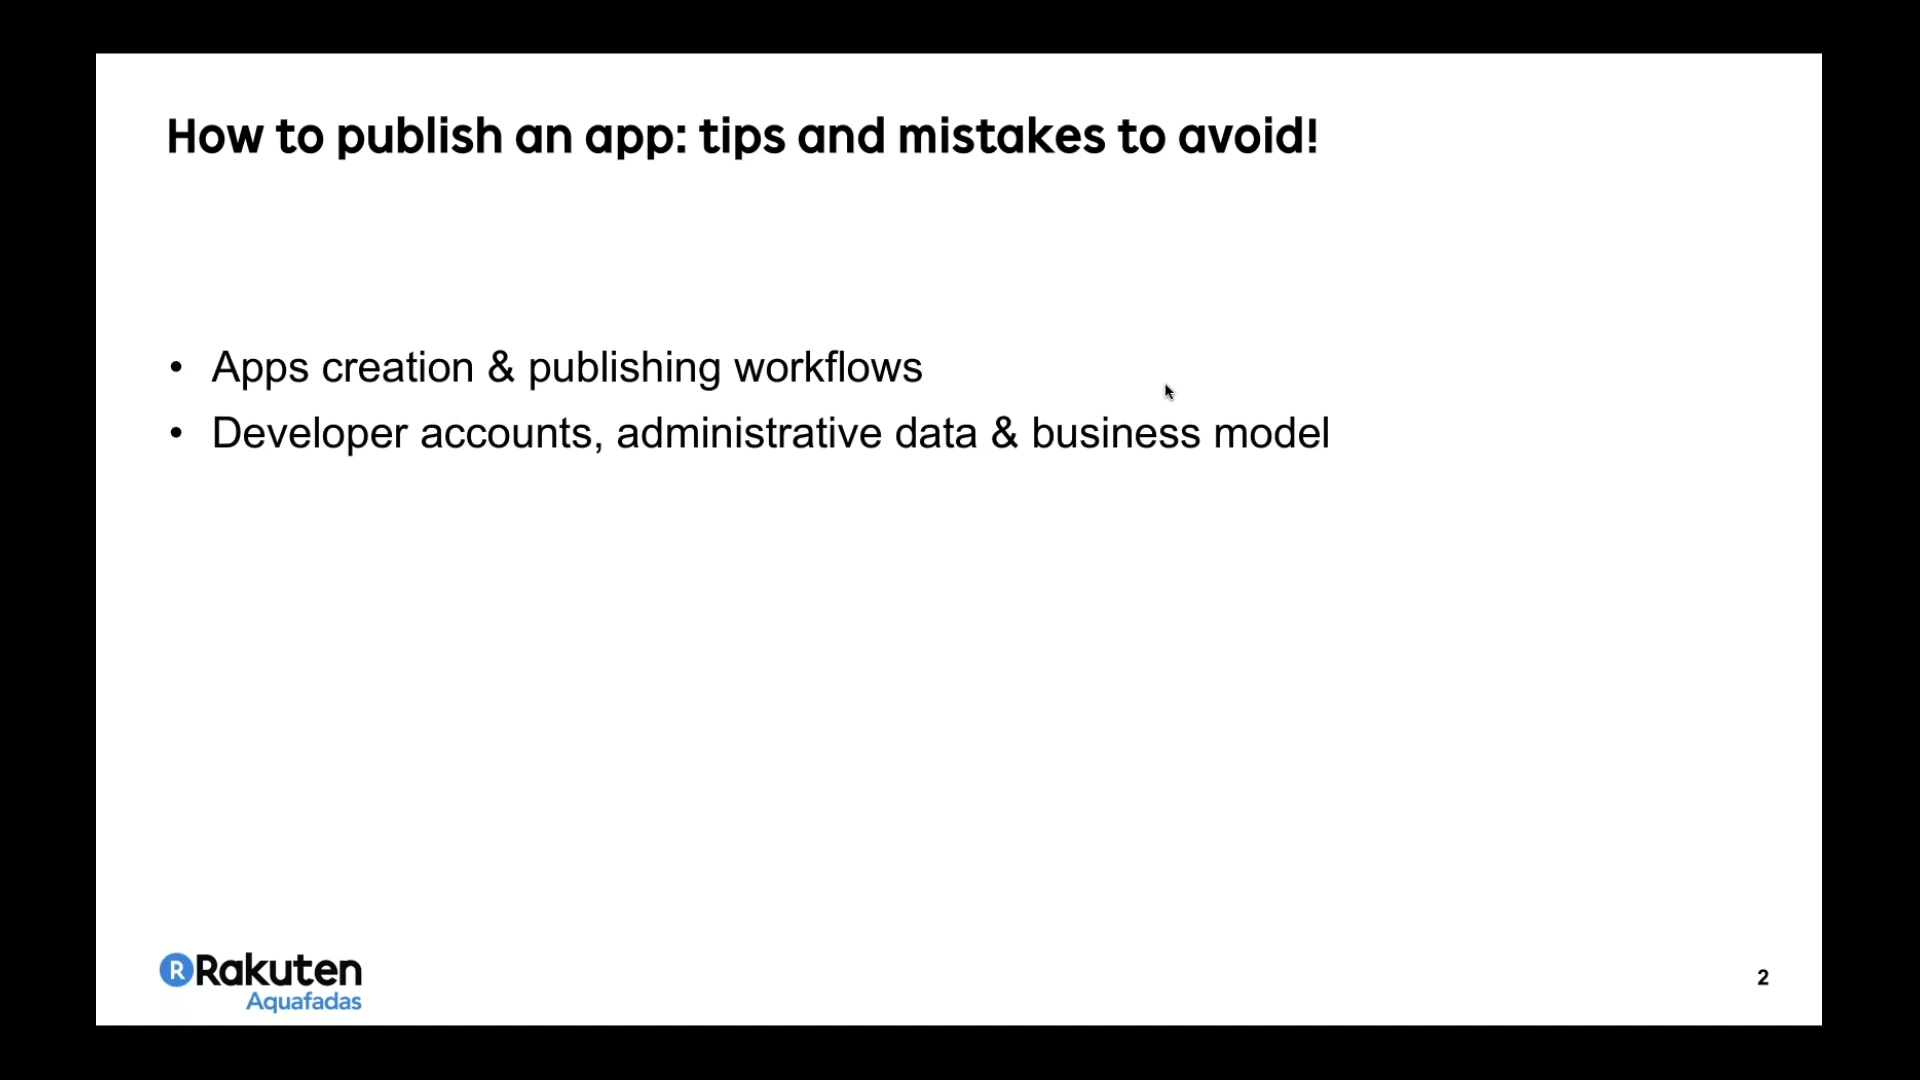 How to publish an app: tips and mistakes to avoid!
• Apps creation & publishing workflows
• Developer accounts, administrative data & business model
R Rakuten
Aquafadas
2